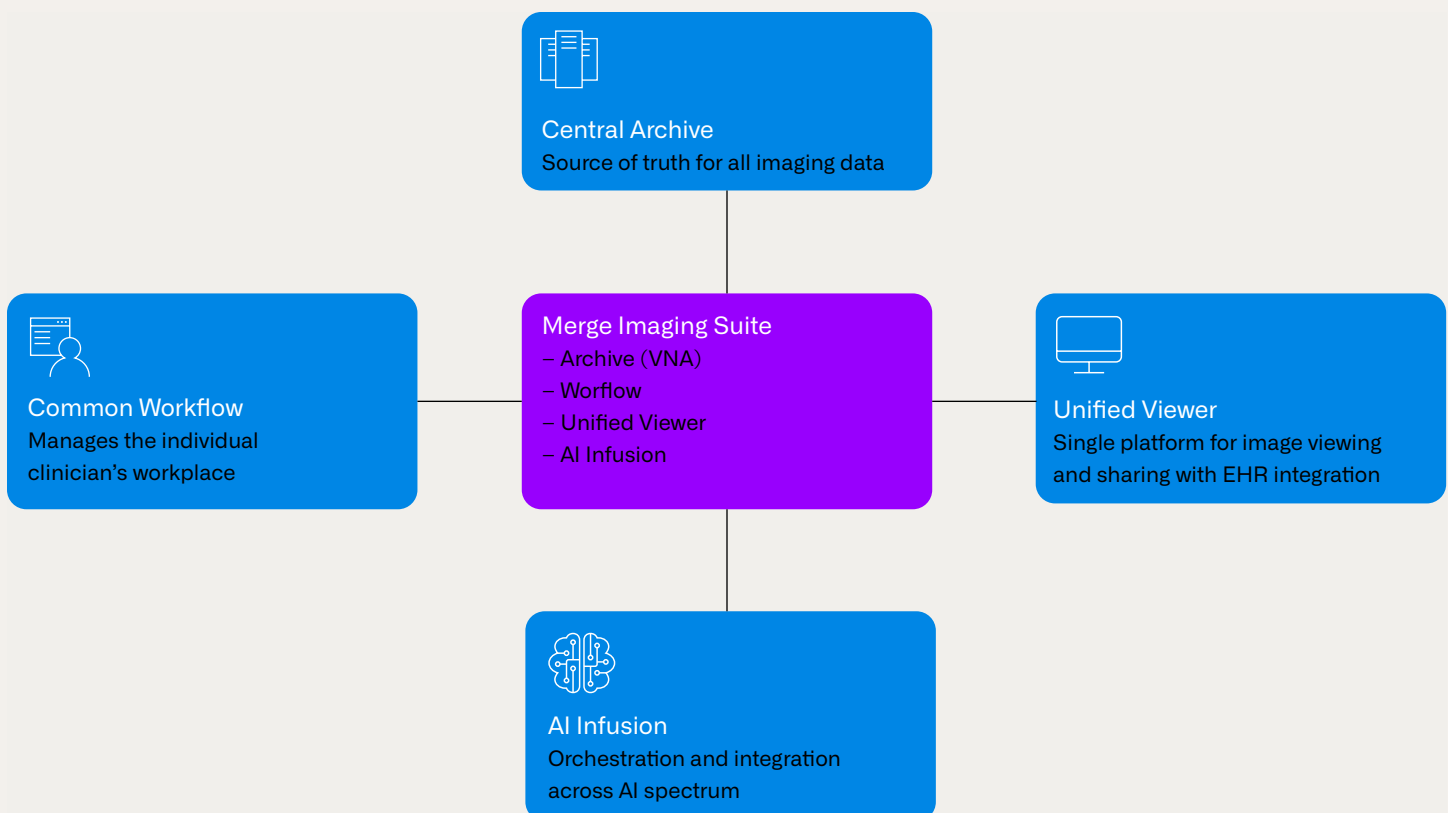 Central Archive
Source of truth for all imaging data
Common Workflow
Manages the individual
clinician’s workplace
Merge Imaging Suite
– Archive (VNA)
– Worflow
– Unified Viewer
– AI Infusion
Unified Viewer
Single platform for image viewing
and sharing with EHR integration
AI Infusion
Orchestration and integration
across AI spectrum